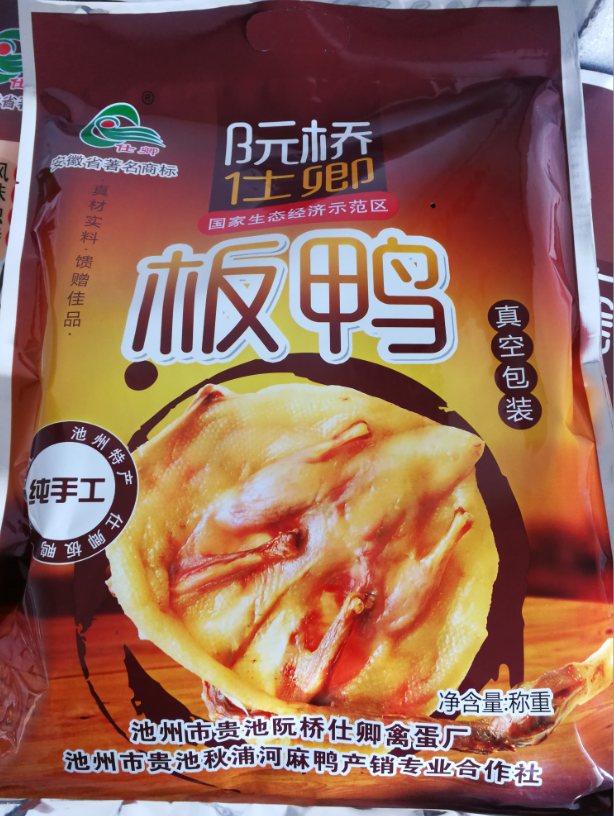 仕卿
®
安徽省著名商标
阮桥
仕卿
国家生态经济示范区
真材实料·馈赠佳品·
板鸭
真空包装
池州特产
纯手工
仕卿板鸭
净含量:称重
池州市贵池阮桥仕卿禽蛋厂
池州市贵池秋浦河麻鸭产销专业合作社